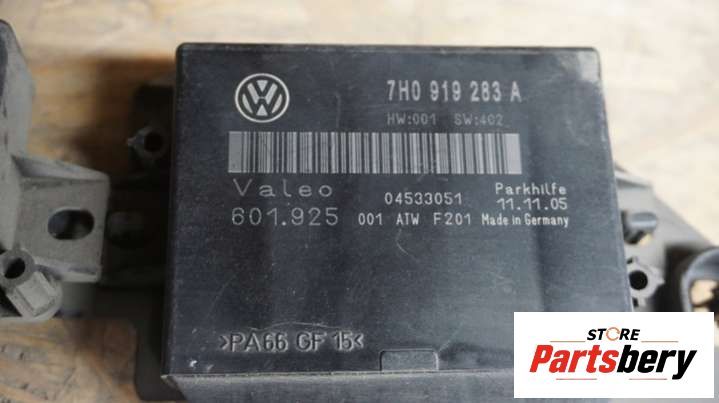 7H0 919 283 A
HW:001 SW:402
Valeo 04533051 Parkhilfe
11.11.05
601.925 001 ATW F201 Made in Germany
>PA66 GF 15<
STORE
Partsbery